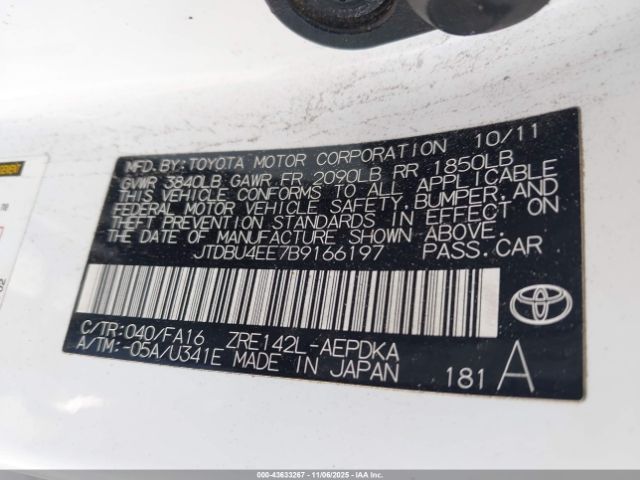 MFD. BY: TOYOTA MOTOR CORPORATION 10/11
GVWR 3840LB GAWR FR 2090LB RR 1850LB
THIS VEHICLE CONFORMS TO ALL APPLICABLE
FEDERAL MOTOR VEHICLE SAFETY, BUMPER, AND
THEFT PREVENTION STANDARDS IN EFFECT ON
THE DATE OF MANUFACTURE SHOWN ABOVE.
JTDBU4EE7B9166197 PASS.CAR
C/TR:040/FA16 ZRE142L-AEPDKA
A/TM:-05A/U341E MADE IN JAPAN 181 A
000-43633267 - 11/06/2025 - IAAI.COM